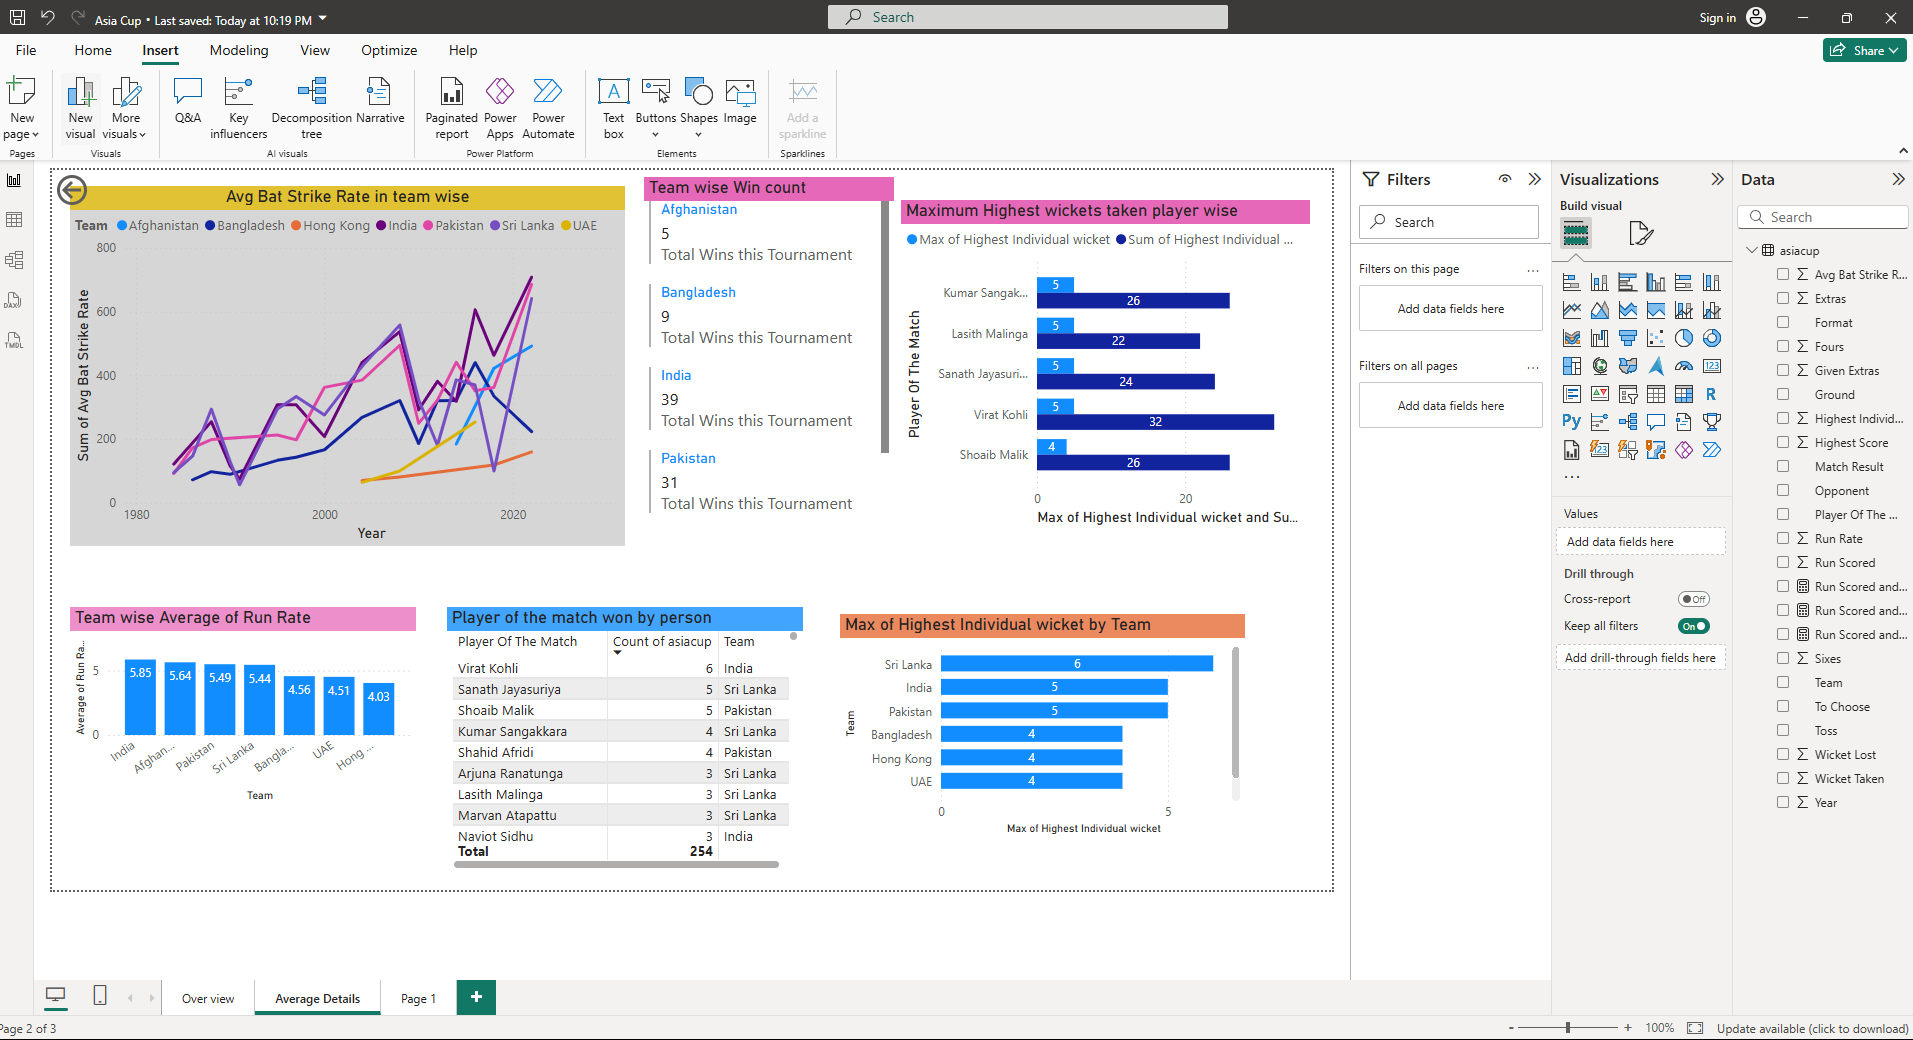 Asia Cup • Last saved: Today at 10:19 PM
Search
Sign in
File Home Insert Modeling View Optimize Help
Share
New page
New visual
More visuals
Q&A
Key influencers
Decomposition tree
Narrative
Paginated report
Power Apps
Power Automate
Text box
Buttons
Shapes
Image
Add a sparkline
Pages
Visuals
AI visuals
Power Platform
Elements
Sparklines
DAX
TMDL
Avg Bat Strike Rate in team wise
Team Afghanistan Bangladesh Hong Kong India Pakistan Sri Lanka UAE
Sum of Avg Bat Strike Rate
800
600
400
200
0
1980 2000 2020
Year
Team wise Win count
Afghanistan
5
Total Wins this Tournament
Bangladesh
9
Total Wins this Tournament
India
39
Total Wins this Tournament
Pakistan
31
Total Wins this Tournament
Maximum Highest wickets taken player wise
Max of Highest Individual wicket Sum of Highest Individual ...
Player Of The Match
Kumar Sangak... 5 26
Lasith Malinga 5 22
Sanath Jayasuri... 5 24
Virat Kohli 5 32
Shoaib Malik 4 26
0 20
Max of Highest Individual wicket and Su...
Team wise Average of Run Rate
Average of Run Ra...
5
0
5.85 5.64 5.49 5.44 4.56 4.51 4.03
India Afghan... Pakistan Sri Lanka Bangla... UAE Hong ...
Team
Player of the match won by person
Player Of The Match Count of asiacup Team
Virat Kohli 6 India
Sanath Jayasuriya 5 Sri Lanka
Shoaib Malik 5 Pakistan
Kumar Sangakkara 4 Sri Lanka
Shahid Afridi 4 Pakistan
Arjuna Ranatunga 3 Sri Lanka
Lasith Malinga 3 Sri Lanka
Marvan Atapattu 3 Sri Lanka
Naviot Sidhu 3 India
Total 254
Max of Highest Individual wicket by Team
Team
Sri Lanka 6
India 5
Pakistan 5
Bangladesh 4
Hong Kong 4
UAE 4
0 5
Max of Highest Individual wicket
Filters
Search
Filters on this page ...
Add data fields here
Filters on all pages ...
Add data fields here
Visualizations
Build visual
123
R
Py
123
...
Values
Add data fields here
Drill through
Cross-report Off
Keep all filters On
Add drill-through fields here
Data
Search
asiacup
Avg Bat Strike R...
Extras
Format
Fours
Given Extras
Ground
Highest Individ...
Highest Score
Match Result
Opponent
Player Of The ...
Run Rate
Run Scored
Run Scored and...
Run Scored and...
Run Scored and...
Sixes
Team
To Choose
Toss
Wicket Lost
Wicket Taken
Year
Over view Average Details Page 1 +
Page 2 of 3
- + 100%
Update available (click to download)